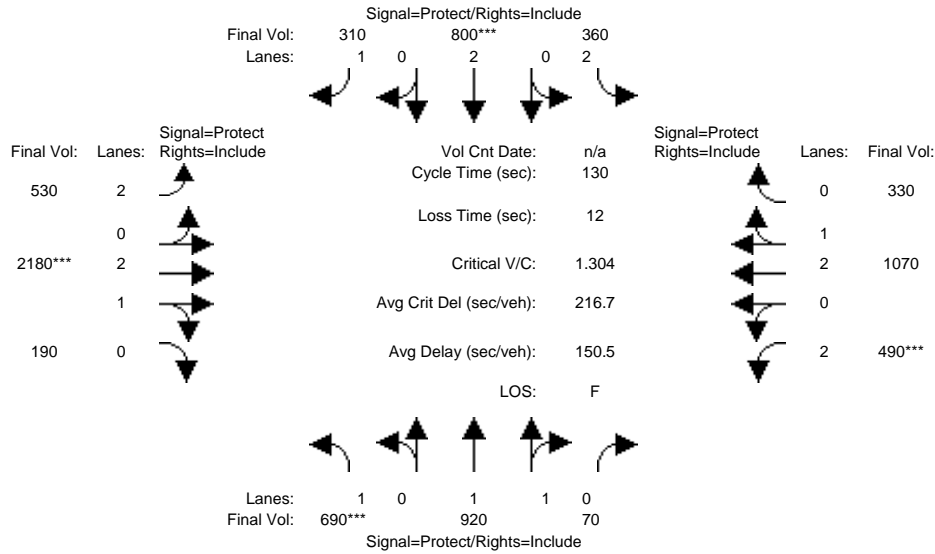 Signal=Protect/Rights=Include
Final Vol: 310 800*** 360
Lanes: 1 0 2 0 2
Signal=Protect
Final Vol: Lanes: Rights=Include
Vol Cnt Date: n/a
Signal=Protect
Rights=Include Lanes: Final Vol:
Cycle Time (sec): 130
530 2
0 330
Loss Time (sec): 12
0
1
2180*** 2
Critical V/C: 1.304
2 1070
1
Avg Crit Del (sec/veh): 216.7
0
190 0
Avg Delay (sec/veh): 150.5
2 490***
LOS: F
Lanes: 1 0 1 1 0
Final Vol: 690*** 920 70
Signal=Protect/Rights=Include